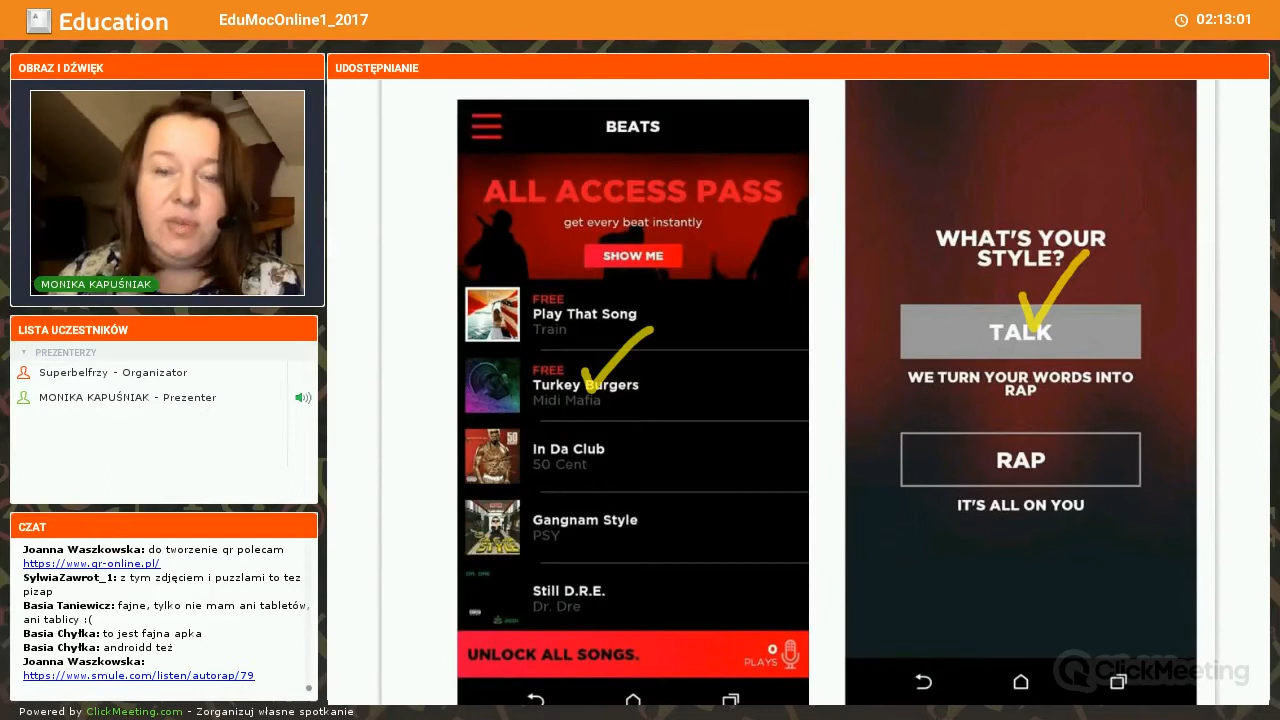 Education
EduMocOnline1_2017
02:13:01
OBRAZ I DŹWIĘK
MONIKA KAPUŚNIAK
LISTA UCZESTNIKÓW
PREZENTERZY
Superbelfrzy - Organizator
MONIKA KAPUŚNIAK - Prezenter
CZAT
Joanna Waszkowska: do tworzenie qr polecam
https://www.qr-online.pl/
SylwiaZawrot_1: z tym zdjęciem i puzzlami to tez
pizap
Basia Taniewicz: fajne, tylko nie mam ani tabletów,
ani tablicy :(
Basia Chyłka: to jest fajna apka
Basia Chyłka: androidd też
Joanna Waszkowska:
https://www.smule.com/listen/autorap/79
Powered by ClickMeeting.com - Zorganizuj własne spotkanie
UDOSTĘPNIANIE
BEATS
ALL ACCESS PASS
get every beat instantly
SHOW ME
FREE
Play That Song
Train
FREE
Turkey Burgers
Midi Mafia
In Da Club
50 Cent
Gangnam Style
PSY
Still D.R.E.
Dr. Dre
UNLOCK ALL SONGS.
0
PLAYS
WHAT'S YOUR
STYLE?
TALK
WE TURN YOUR WORDS INTO
RAP
RAP
IT'S ALL ON YOU
ClickMeeting